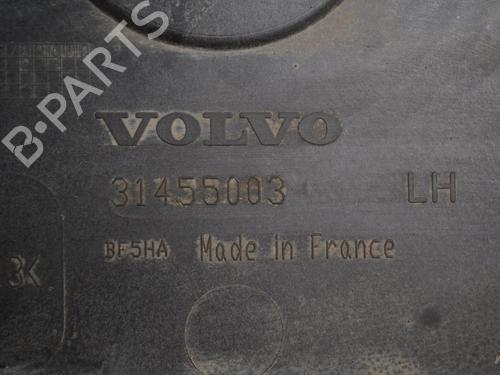 B-PARTS
VOLVO
31455003 LH
BF5HA Made in France
3K